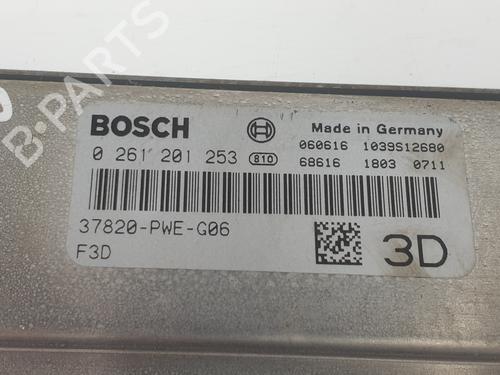 BOSCH
Made in Germany
0 261 201 253 810
060616 1039S12680
68616 1803 0711
37820-PWE-G06
F3D
3D
B-PARTS